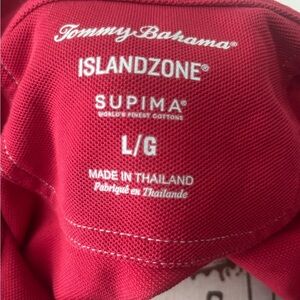 Tommy Bahama®
ISLANDZONE®
SUPIMA®
WORLD'S FINEST COTTONS
L/G
MADE IN THAILAND
Fabriqué en Thaïlande